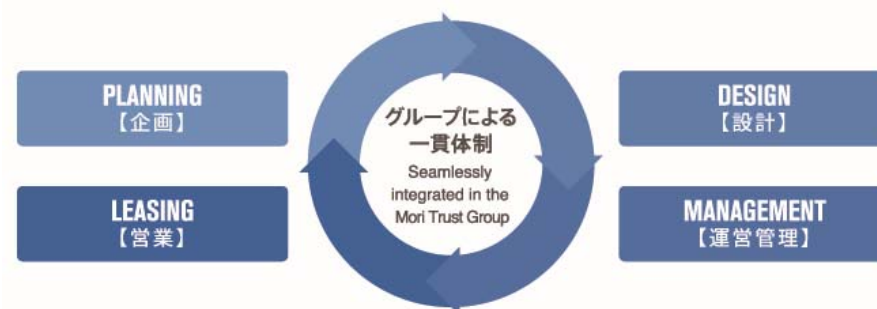 PLANNING
【企画】
DESIGN
【設計】
グループによる
一貫体制
Seamlessly
integrated in the
Mori Trust Group
LEASING
【営業】
MANAGEMENT
【運営管理】